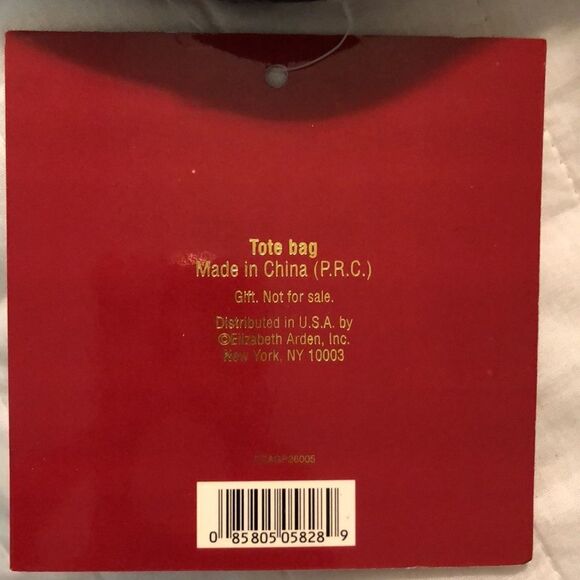 Tote bag
Made in China (P.R.C.)
Gift. Not for sale.
Distributed in U.S.A. by
©Elizabeth Arden, Inc.
New York, NY 10003
0 85805 05828 9